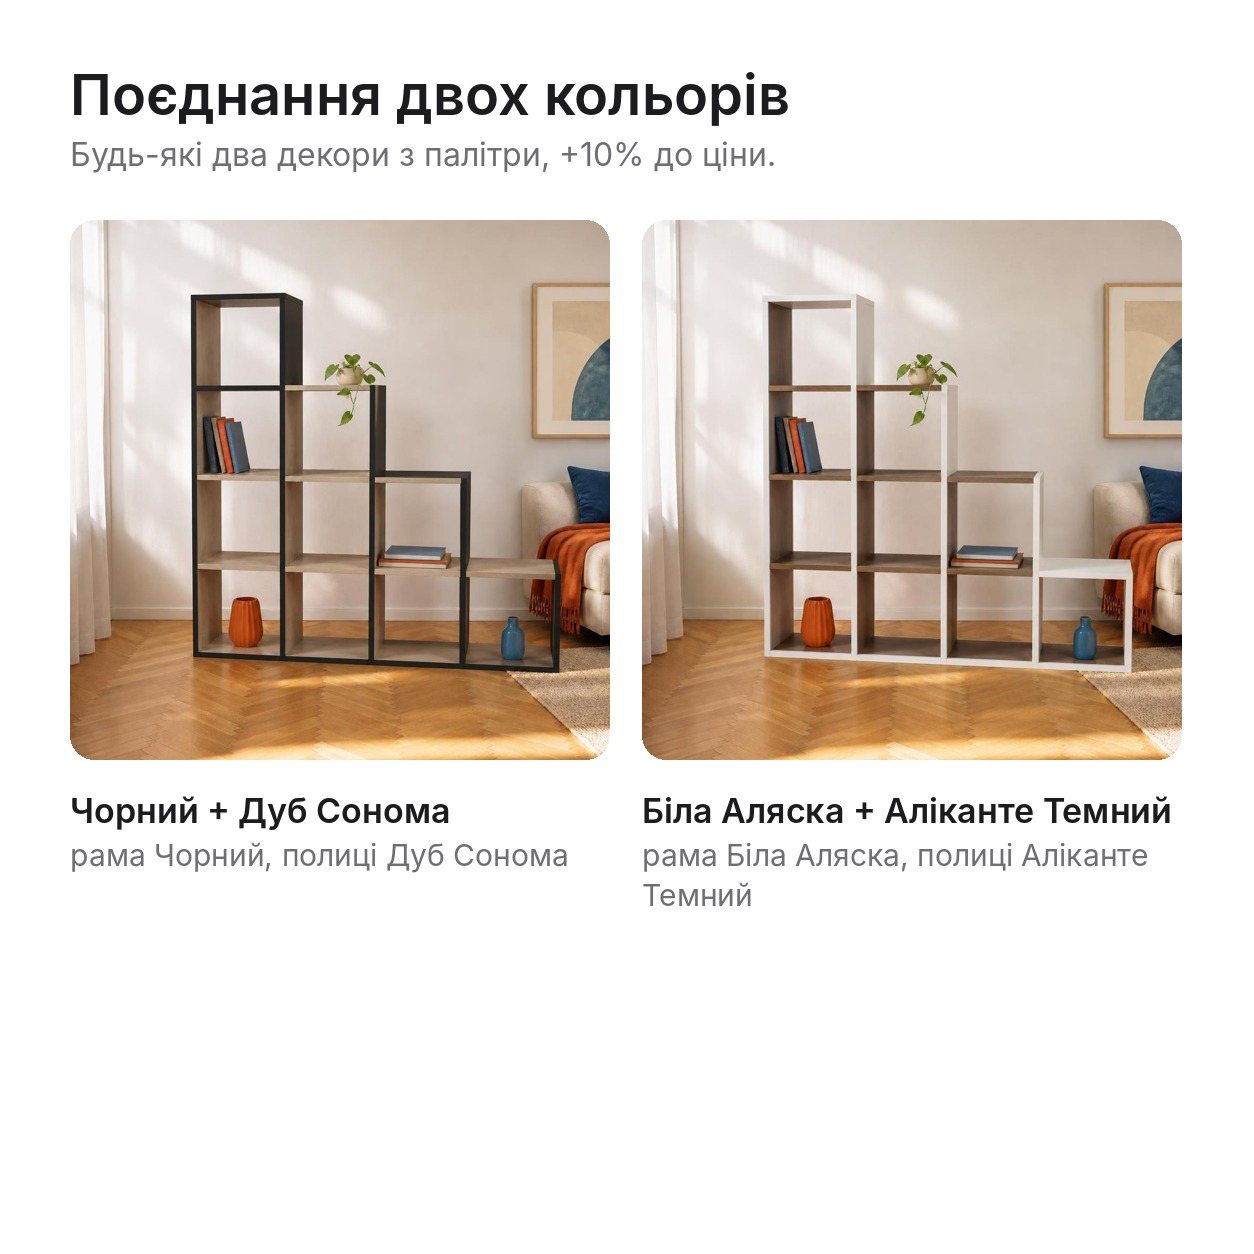 Поєднання двох кольорів
Будь-які два декори з палітри, +10% до ціни.
Чорний + Дуб Сонома
рама Чорний, полиці Дуб Сонома
Біла Аляска + Аліканте Темний
рама Біла Аляска, полиці Аліканте
Темний